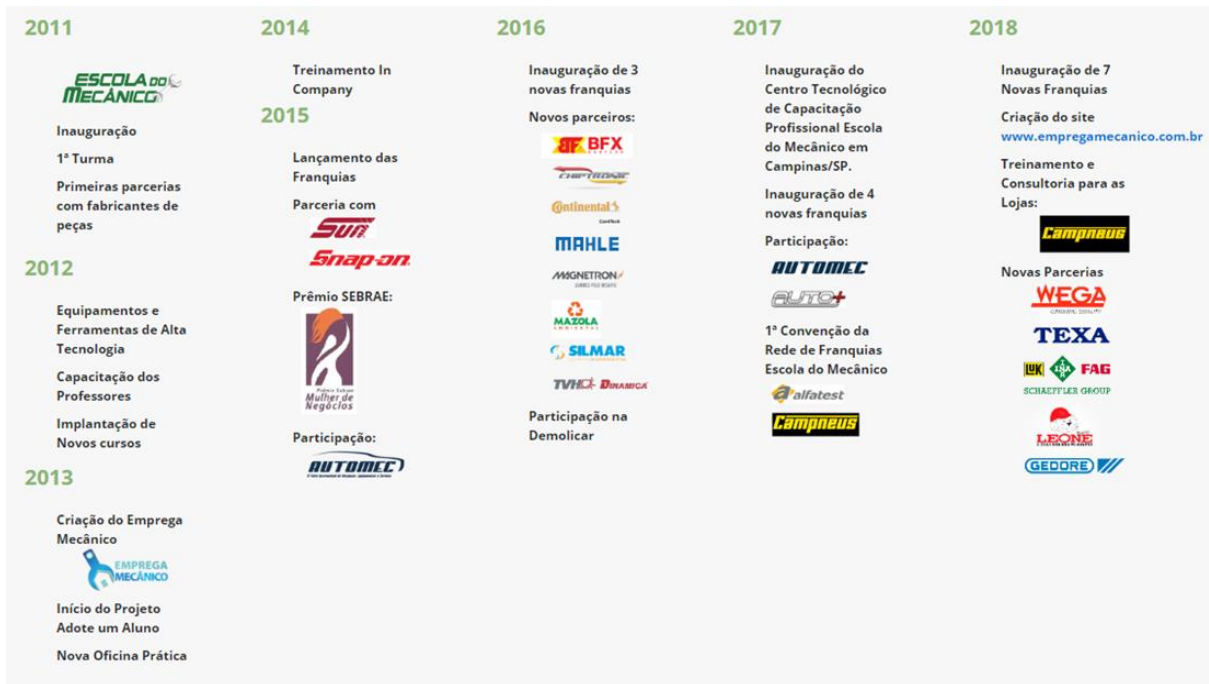 2011
ESCOLA DO
MECÂNICO
Inauguração
1ª Turma
Primeiras parcerias
com fabricantes de
peças
2012
Equipamentos e
Ferramentas de Alta
Tecnologia
Capacitação dos
Professores
Implantação de
Novos cursos
2013
Criação do Emprega
Mecânico
EMPREGA
MECÂNICO
Início do Projeto
Adote um Aluno
Nova Oficina Prática
2014
Treinamento In
Company
2015
Lançamento das
Franquias
Parceria com
Sun
Snap-on
Prêmio SEBRAE:
Prêmio Sebrae
Mulher de
Negócios
Participação:
AUTOMEC
2016
Inauguração de 3
novas franquias
Novos parceiros:
BF BFX
CHIPTRONIC
Continental
ContiTech
MAHLE
MAGNETRON
MAZOLA
AMBIENTAL
SILMAR
TVH DINAMICA
Participação na
Demolicar
2017
Inauguração do
Centro Tecnológico
de Capacitação
Profissional Escola
do Mecânico em
Campinas/SP.
Inauguração de 4
novas franquias
Participação:
AUTOMEC
AUTO+
1ª Convenção da
Rede de Franquias
Escola do Mecânico
alfatest
Campneus
2018
Inauguração de 7
Novas Franquias
Criação do site
www.empregamecanico.com.br
Treinamento e
Consultoria para as
Lojas:
Campneus
Novas Parcerias
WEGA
TEXA
LUK INA FAG
SCHAEFFLER GROUP
LEONE
GEDORE